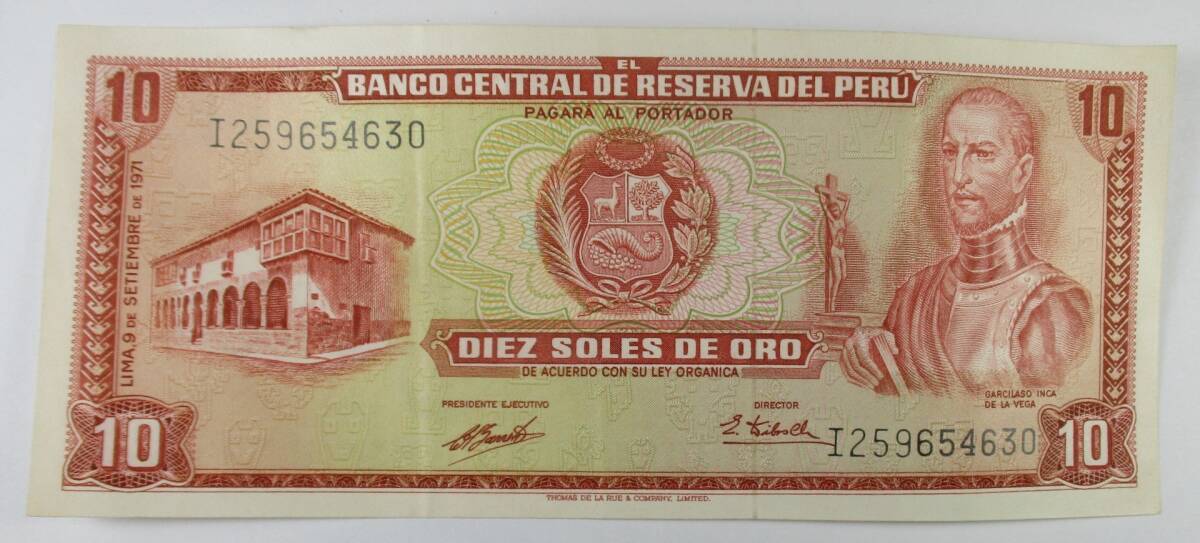 10
EL
BANCO CENTRAL DE RESERVA DEL PERÚ
10
PAGARÁ AL PORTADOR
I259654630
LIMA, 9 DE SETIEMBRE DE 1971
DIEZ SOLES DE ORO
DE ACUERDO CON SU LEY ORGANICA
GARCILASO INCA
DE LA VEGA
PRESIDENTE EJECUTIVO
DIRECTOR
I259654630
10
10
THOMAS DE LA RUE & COMPANY, LIMITED.